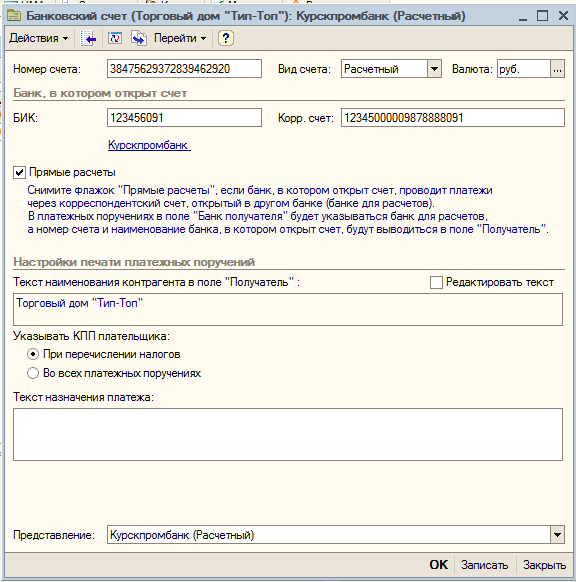 Банковский счет (Торговый дом "Тип-Топ"): Курскпромбанк (Расчетный)
Действия Перейти ?
Номер счета: 38475629372839462920 Вид счета: Расчетный Валюта: руб. ...
Банк, в котором открыт счет
БИК: 123456091 Корр. счет: 12345000009878888091
Курскпромбанк
Прямые расчеты
Снимите флажок "Прямые расчеты", если банк, в котором открыт счет, проводит платежи
через корреспондентский счет, открытый в другом банке (банке для расчетов).
В платежных поручениях в поле "Банк получателя" будет указываться банк для расчетов,
а номер счета и наименование банка, в котором открыт счет, будут выводиться в поле "Получатель".
Настройки печати платежных поручений
Текст наименования контрагента в поле "Получатель" : Редактировать текст
Торговый дом "Тип-Топ"
Указывать КПП плательщика:
При перечислении налогов
Во всех платежных поручениях
Текст назначения платежа:
Представление: Курскпромбанк (Расчетный)
OK Записать Закрыть